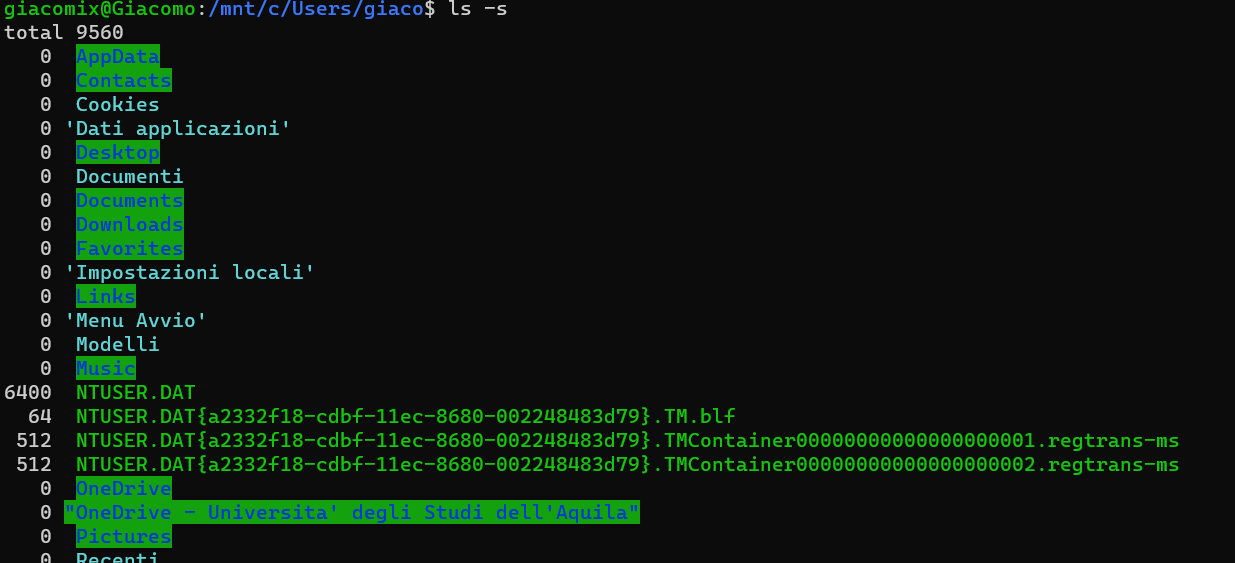 giacomix@Giacomo:/mnt/c/Users/giaco$ ls -s
total 9560
0 AppData
0 Contacts
0 Cookies
0 'Dati applicazioni'
0 Desktop
0 Documenti
0 Documents
0 Downloads
0 Favorites
0 'Impostazioni locali'
0 Links
0 'Menu Avvio'
0 Modelli
0 Music
6400 NTUSER.DAT
64 NTUSER.DAT{a2332f18-cdbf-11ec-8680-002248483d79}.TM.blf
512 NTUSER.DAT{a2332f18-cdbf-11ec-8680-002248483d79}.TMContainer00000000000000000001.regtrans-ms
512 NTUSER.DAT{a2332f18-cdbf-11ec-8680-002248483d79}.TMContainer00000000000000000002.regtrans-ms
0 OneDrive
0 "OneDrive - Universita' degli Studi dell'Aquila"
0 Pictures
0 Recenti